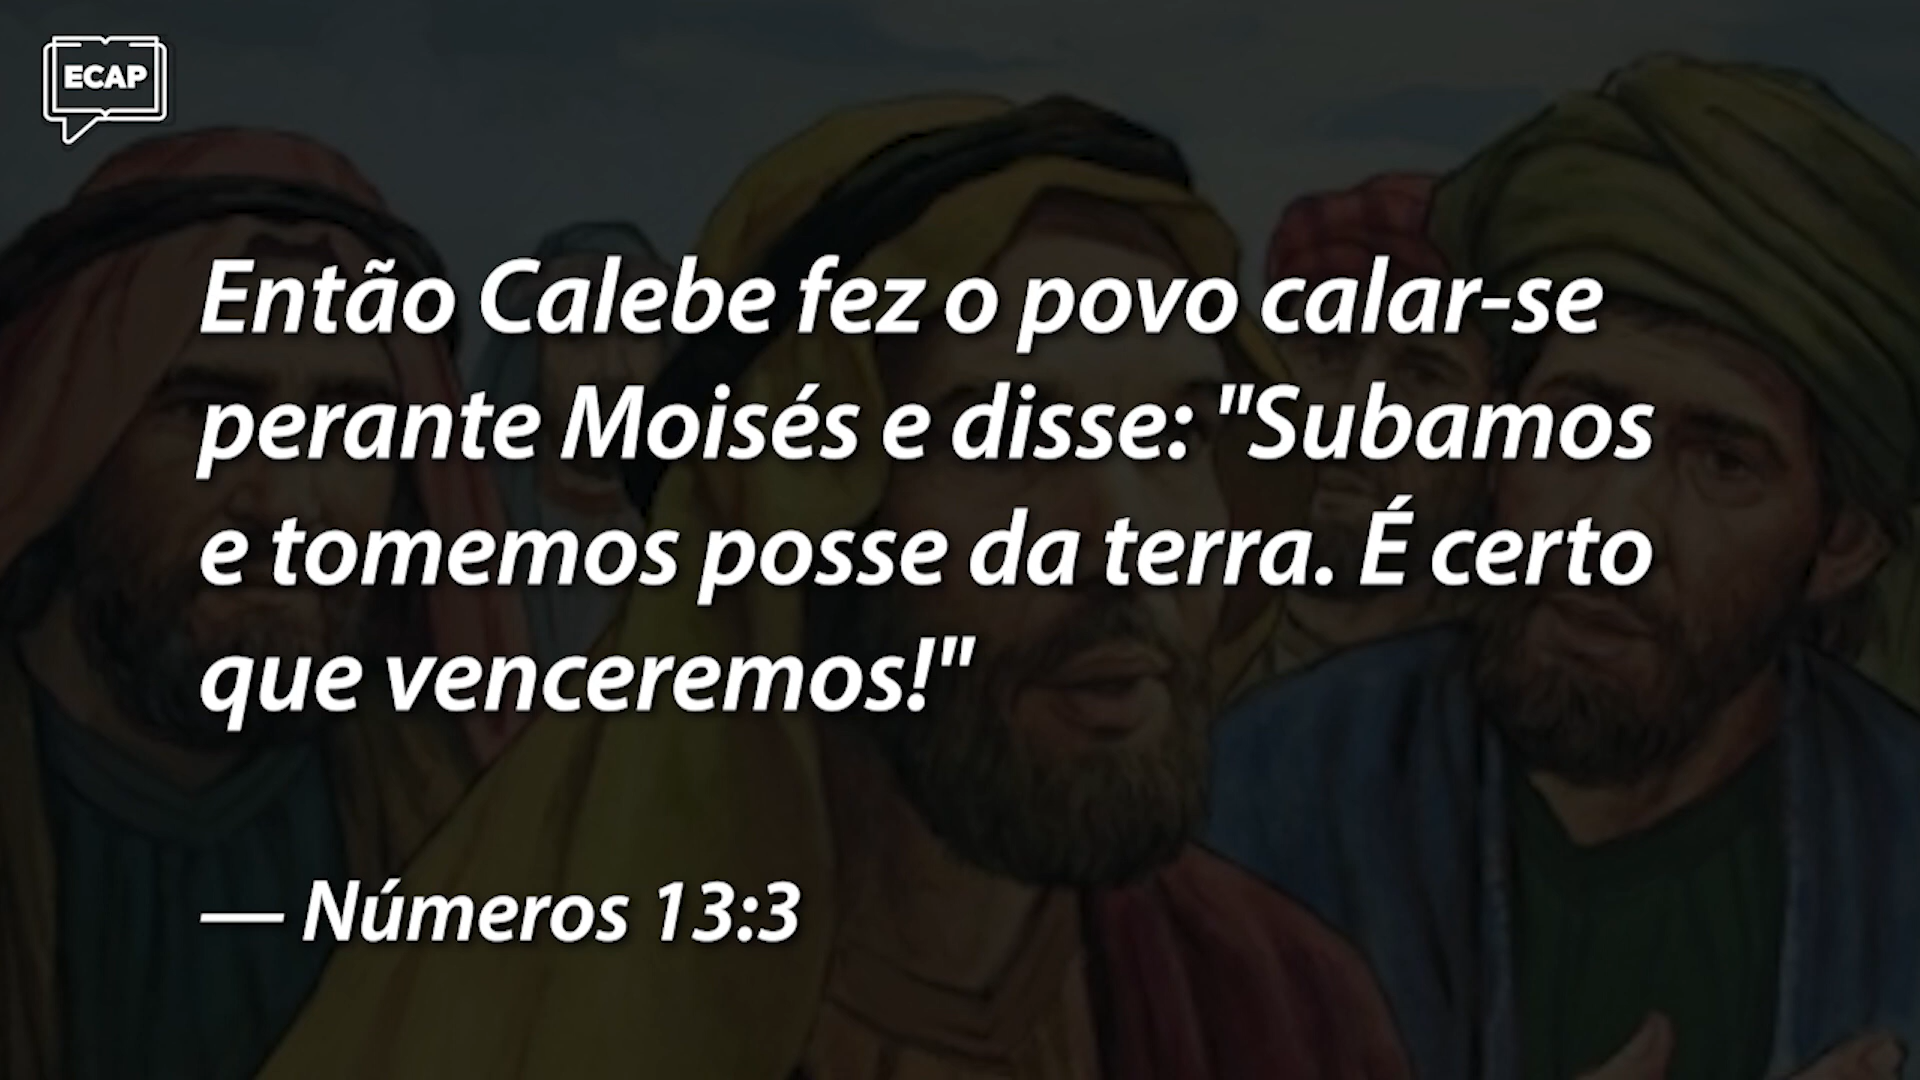 ECAP
Então Calebe fez o povo calar-se
perante Moisés e disse: "Subamos
e tomemos posse da terra. É certo
que venceremos!"
— Números 13:3